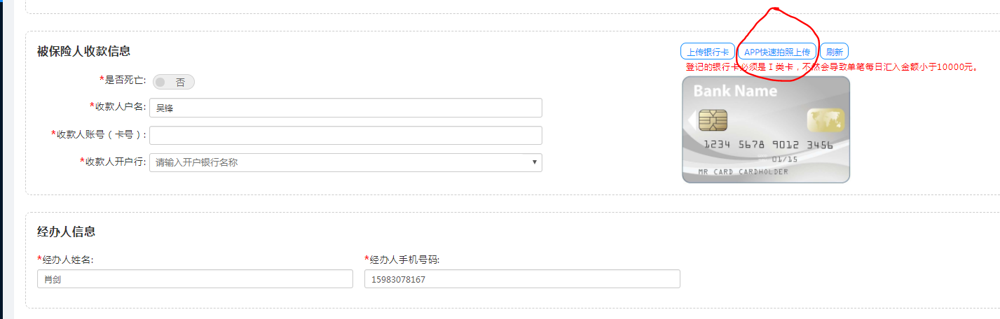 被保险人收款信息
上传银行卡 APP快速拍照上传 刷新
登记的银行卡必须是 I 类卡，不然会导致单笔每日汇入金额小于10000元。
*是否死亡: 否
*收款人户名: 吴锋
*收款人账号（卡号）:
*收款人开户行: 请输入开户银行名称
Bank Name
1234 5678 9012 3456
01/15
MR CARD CARDHOLDER
经办人信息
*经办人姓名: *经办人手机号码:
肖剑 15983078167